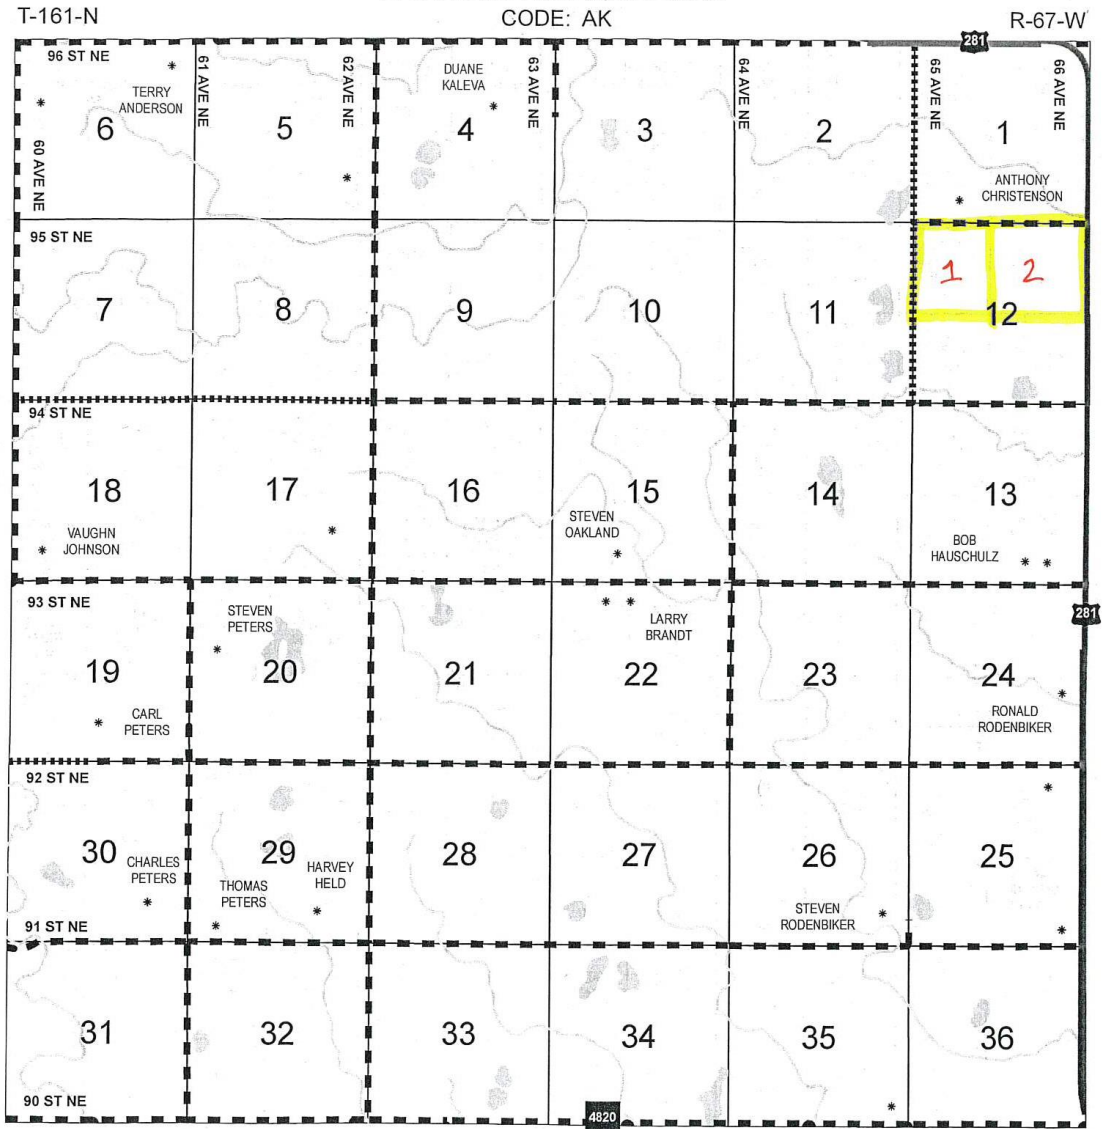 T-161-N
CODE: AK
R-67-W
281
96 ST NE
61 AVE NE
62 AVE NE
63 AVE NE
64 AVE NE
65 AVE NE
66 AVE NE
60 AVE NE
TERRY
ANDERSON
DUANE
KALEVA
6
5
4
3
2
1
ANTHONY
CHRISTENSON
95 ST NE
1
2
7
8
9
10
11
12
94 ST NE
18
17
16
15
14
13
VAUGHN
JOHNSON
STEVEN
OAKLAND
BOB
HAUSCHULZ
93 ST NE
STEVEN
PETERS
LARRY
BRANDT
281
19
20
21
22
23
24
CARL
PETERS
RONALD
RODENBIKER
92 ST NE
30
29
28
27
26
25
CHARLES
PETERS
THOMAS
PETERS
HARVEY
HELD
STEVEN
RODENBIKER
91 ST NE
31
32
33
34
35
36
90 ST NE
4820